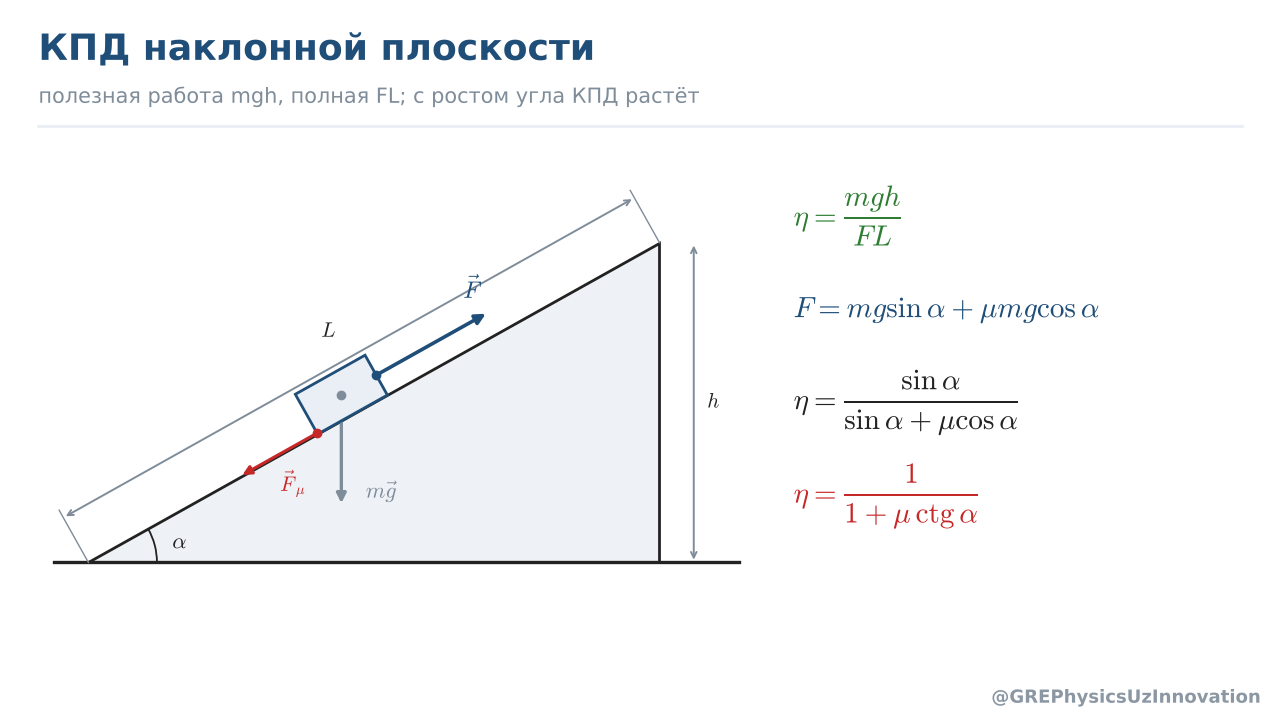 КПД наклонной плоскости
полезная работа mgh, полная FL; с ростом угла КПД растёт
L
F⃗
F⃗μ
mg⃗
α
h
η = mgh / FL
F = mg sin α + μmg cos α
η = sin α / (sin α + μ cos α)
η = 1 / (1 + μ ctg α)
@GREPhysicsUzInnovation